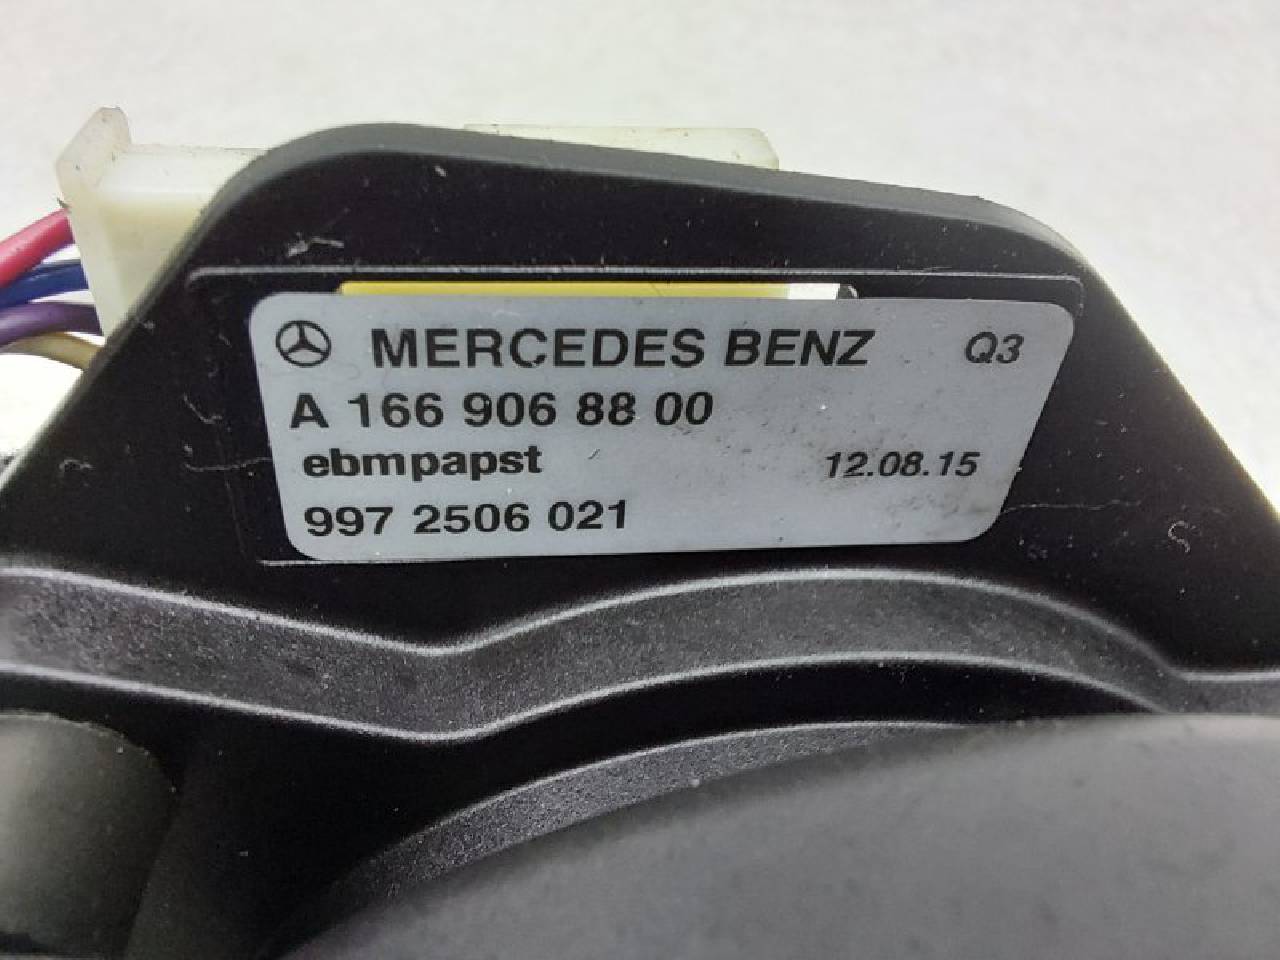 MERCEDES BENZ Q3
A 166 906 88 00
ebmpapst 12.08.15
997 2506 021